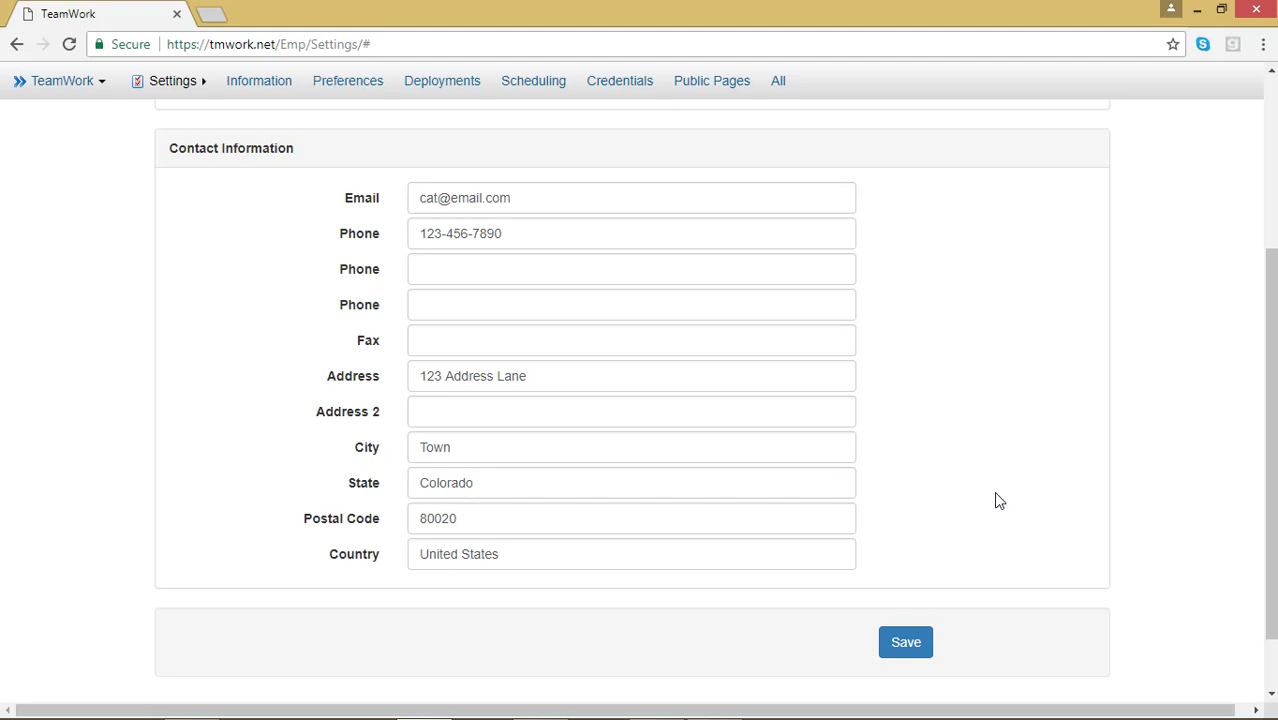 TeamWork
Secure https://tmwork.net/Emp/Settings/#
TeamWork Settings Information Preferences Deployments Scheduling Credentials Public Pages All
Contact Information
Email cat@email.com
Phone 123-456-7890
Phone
Phone
Fax
Address 123 Address Lane
Address 2
City Town
State Colorado
Postal Code 80020
Country United States
Save